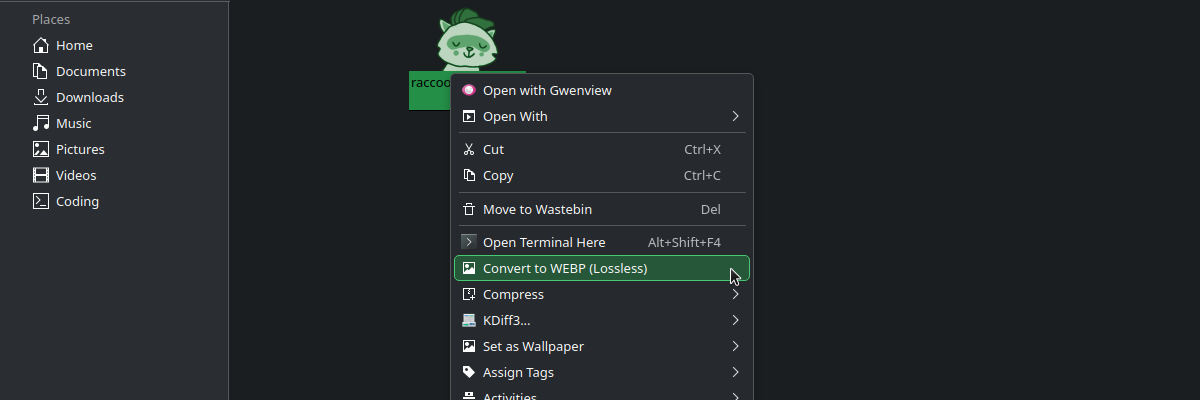 Places
Home
Documents
Downloads
Music
Pictures
Videos
Coding
Open with Gwenview
Open With
Cut Ctrl+X
Copy Ctrl+C
Move to Wastebin Del
Open Terminal Here Alt+Shift+F4
Convert to WEBP (Lossless)
Compress
KDiff3...
Set as Wallpaper
Assign Tags
Activities